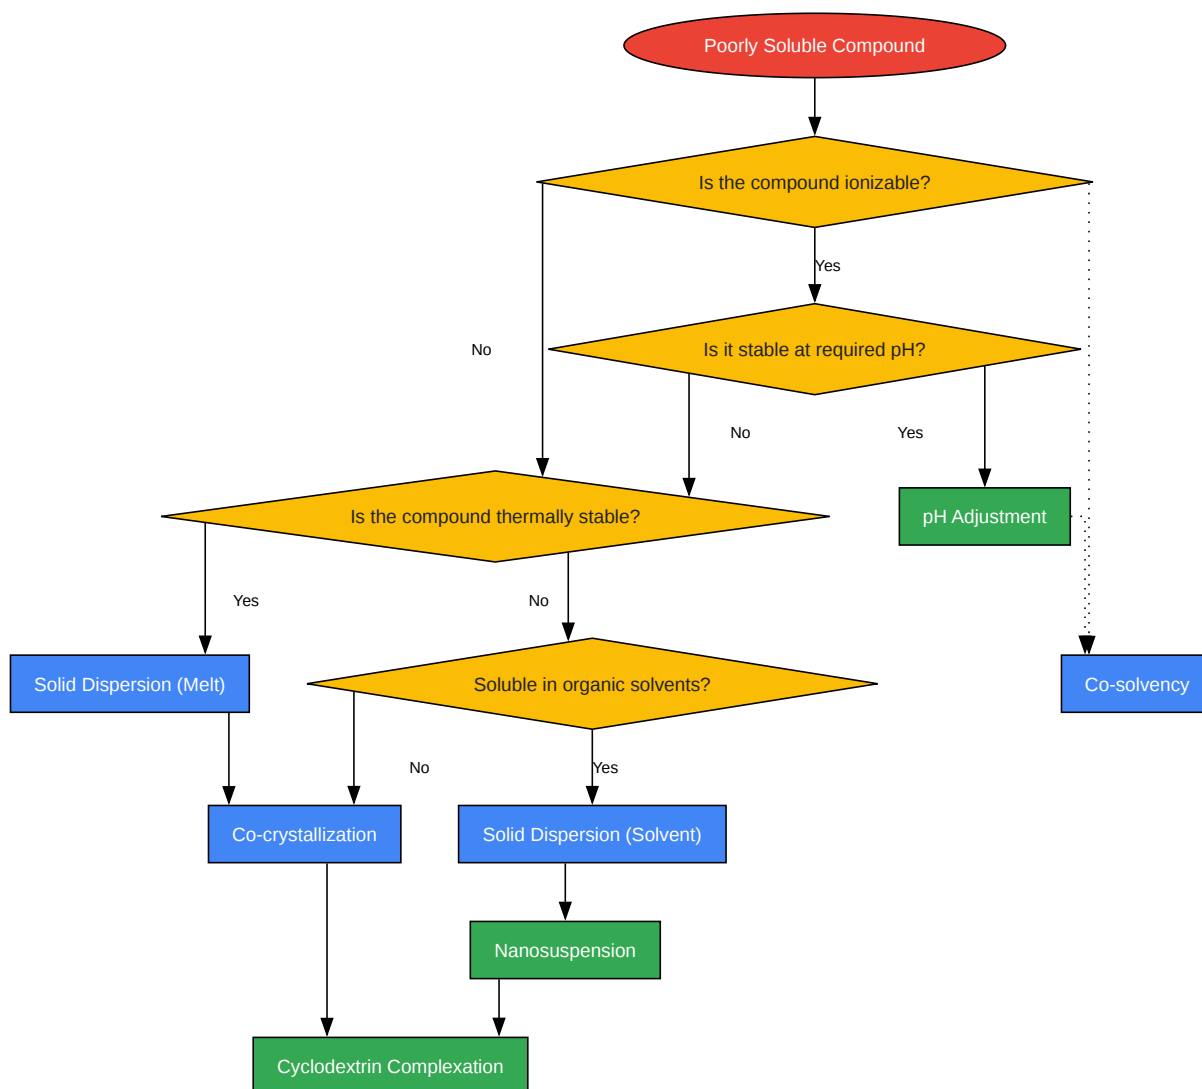 Poorly Soluble Compound
Is the compound ionizable?
Yes
No
Is it stable at required pH?
No
Yes
Is the compound thermally stable?
pH Adjustment
Yes
No
Solid Dispersion (Melt)
Soluble in organic solvents?
Co-solvency
No
Yes
Co-crystallization
Solid Dispersion (Solvent)
Nanosuspension
Cyclodextrin Complexation